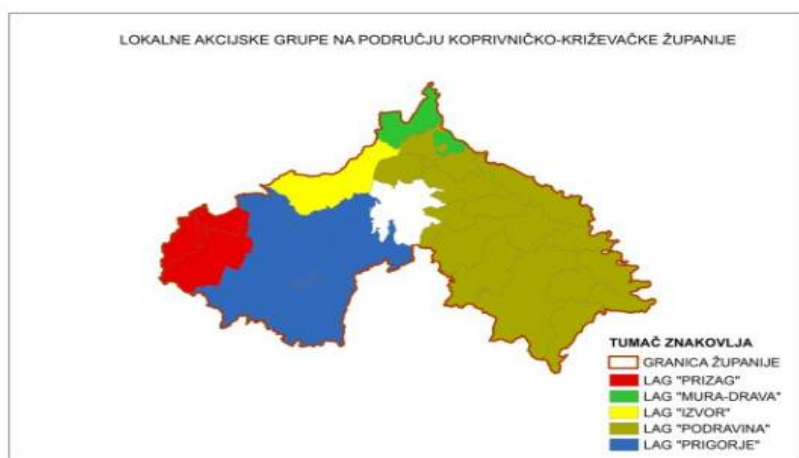 LOKALNE AKCIJSKE GRUPE NA PODRUČJU KOPRIVNIČKO-KRIŽEVAČKE ŽUPANIJE
TUMAČ ZNAKOVLJA
GRANICA ŽUPANIJE
LAG "PRIZAG"
LAG "MURA-DRAVA"
LAG "IZVOR"
LAG "PODRAVINA"
LAG "PRIGORJE"